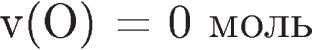 v(O) = 0 моль